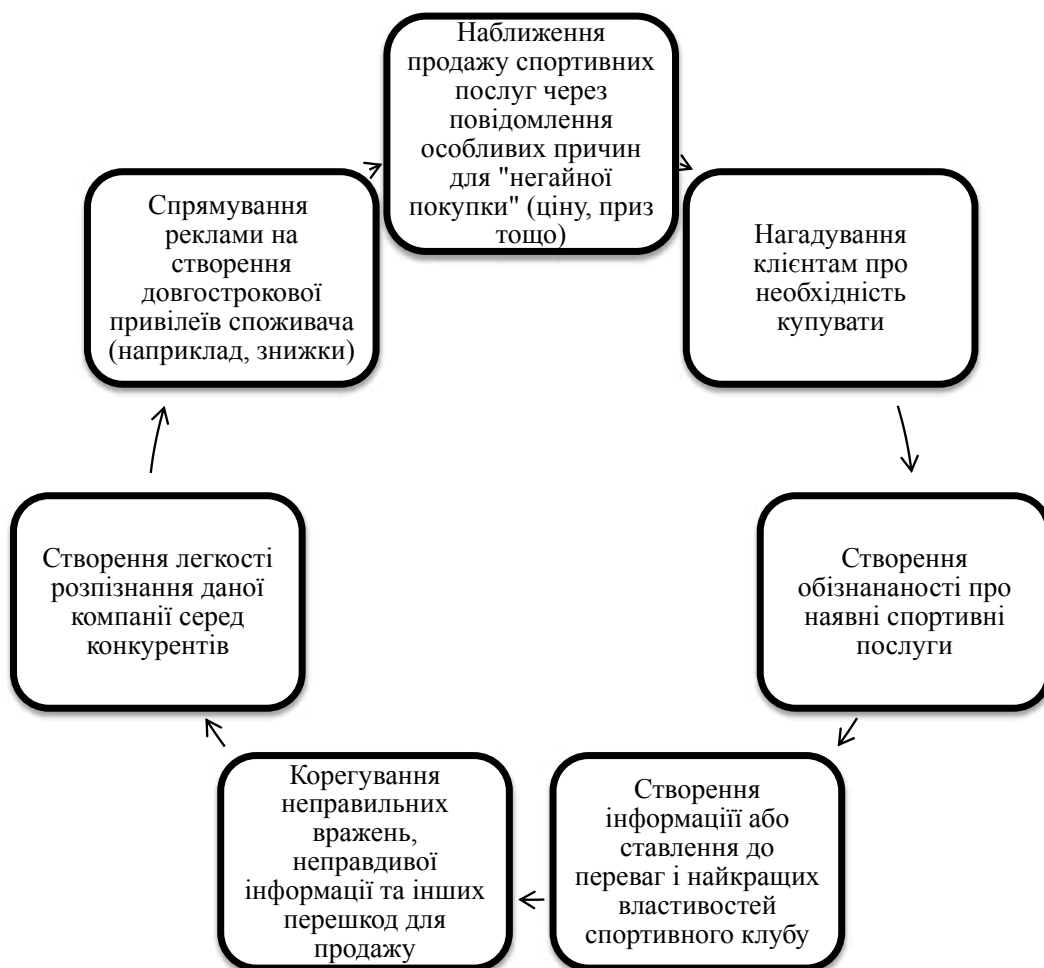 Наближення
продажу спортивних
послуг через
повідомлення
особливих причин
для "негайної
покупки" (ціну, приз
тощо)
Нагадування
клієнтам про
необхідність
купувати
Створення
обізнананості про
наявні спортивні
послуги
Створення
інформаціїї або
ставлення до
переваг і найкращих
властивостей
спортивного клубу
Корегування
неправильних
вражень,
неправдивої
інформації та інших
перешкод для
продажу
Створення легкості
розпізнання даної
компанії серед
конкурентів
Спрямування
реклами на
створення
довгострокової
привілеїв споживача
(наприклад, знижки)